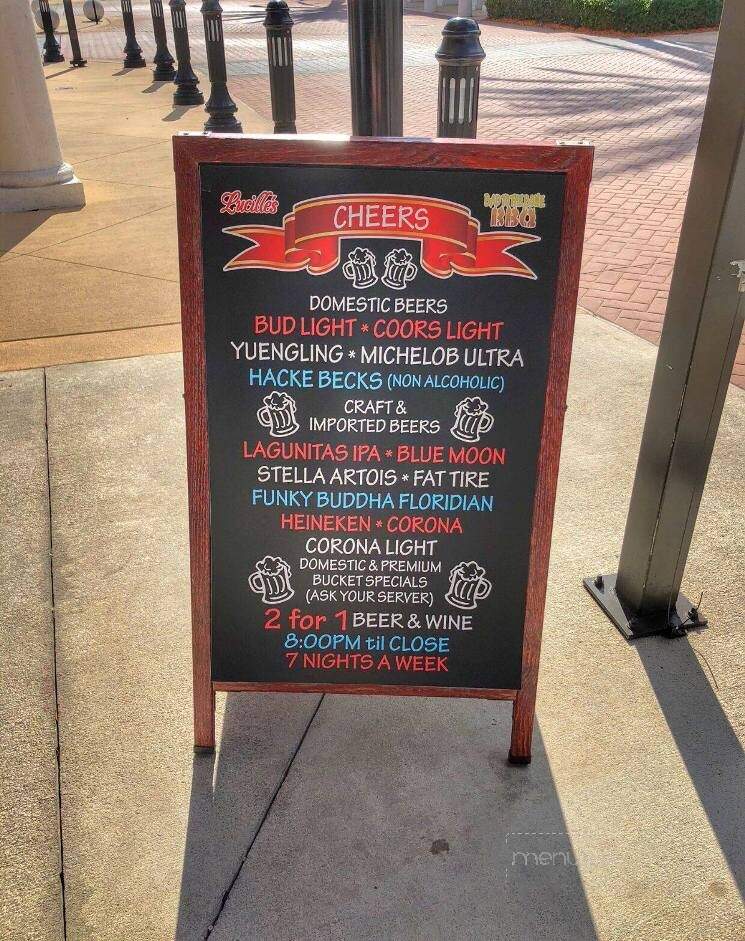 Lucille's
CHEERS
BBQ
DOMESTIC BEERS
BUD LIGHT * COORS LIGHT
YUENGLING * MICHELOB ULTRA
HACKE BECKS (NON ALCOHOLIC)
CRAFT &
IMPORTED BEERS
LAGUNITAS IPA * BLUE MOON
STELLA ARTOIS * FAT TIRE
FUNKY BUDDHA FLORIDIAN
HEINEKEN * CORONA
CORONA LIGHT
DOMESTIC & PREMIUM
BUCKET SPECIALS
(ASK YOUR SERVER)
2 for 1 BEER & WINE
8:00PM til CLOSE
7 NIGHTS A WEEK